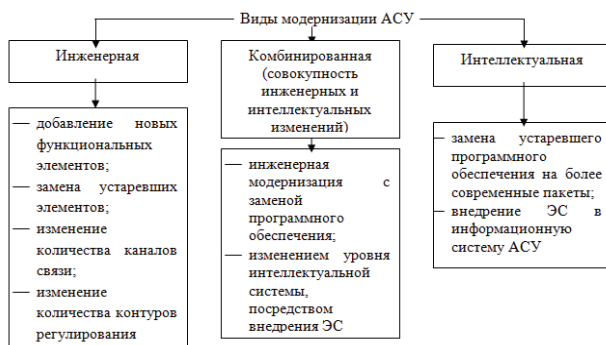 Виды модернизации АСУ
Инженерная
— добавление новых
функциональных
элементов;
— замена устаревших
элементов;
— изменение
количества каналов
связи;
— изменение
количества контуров
регулирования
Комбинированная
(совокупность
инженерных и
интеллектуальных
изменений)
— инженерная
модернизация с
заменой
программного
обеспечения;
— изменением уровня
интеллектуальной
системы,
посредством
внедрения ЭС
Интеллектуальная
— замена устаревшего
программного
обеспечения на более
современные пакеты;
— внедрение ЭС в
информационную
систему АСУ